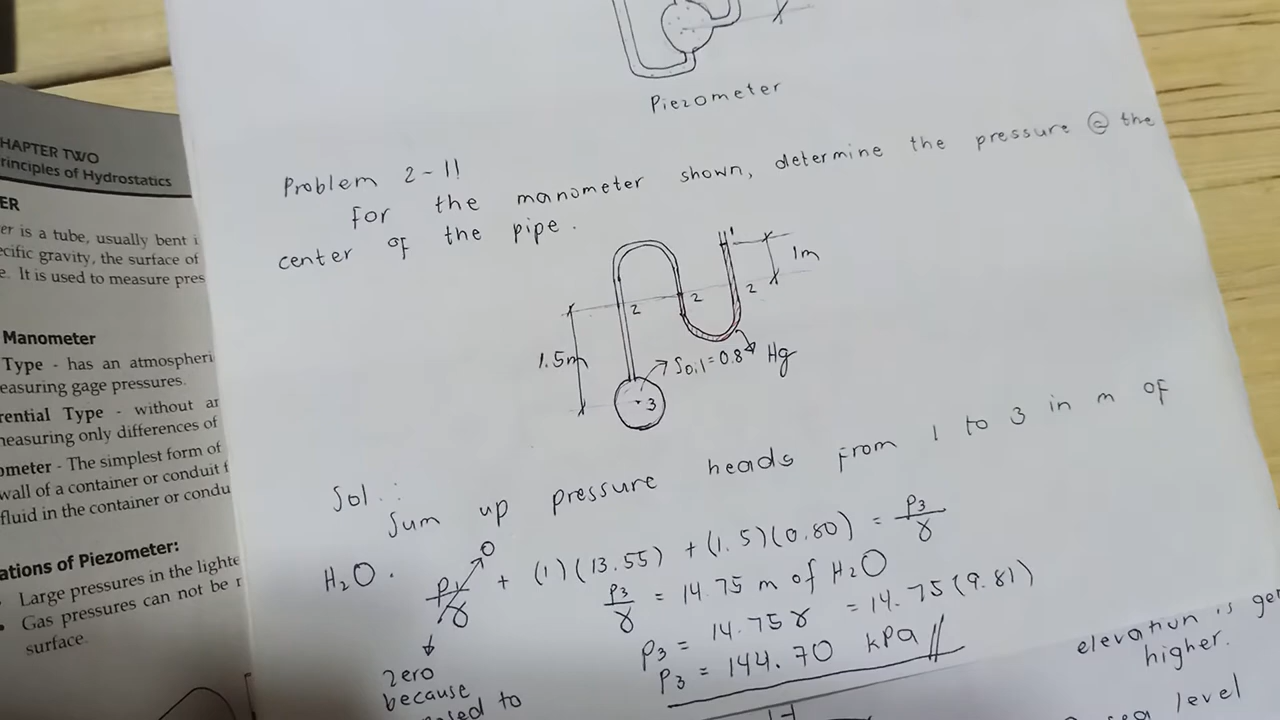 Piezometer
Problem 2-11
For the manometer shown, determine the pressure @ the
center of the pipe.
1
1m
2
2
2
1.5m
Soil = 0.8
Hg
3
Sol.:
Sum up pressure heads from 1 to 3 in m of
H₂O.
P1/γ → 0 + (1)(13.55) + (1.5)(0.80) = P3/γ
P3/γ = 14.75 m of H₂O
P3 = 14.75γ = 14.75(9.81)
P3 = 144.70 kPa //
zero
because
to
elevation is
higher.
sea level
H
CHAPTER TWO
Principles of Hydrostatics
ER
er is a tube, usually bent i
ecific gravity, the surface of
e. It is used to measure pres
Manometer
Type - has an atmospheri
easuring gage pressures.
rential Type - without ar
measuring only differences of
ometer - The simplest form of
wall of a container or conduit f
fluid in the container or condu
ations of Piezometer:
Large pressures in the lighte
Gas pressures can not be r
surface.